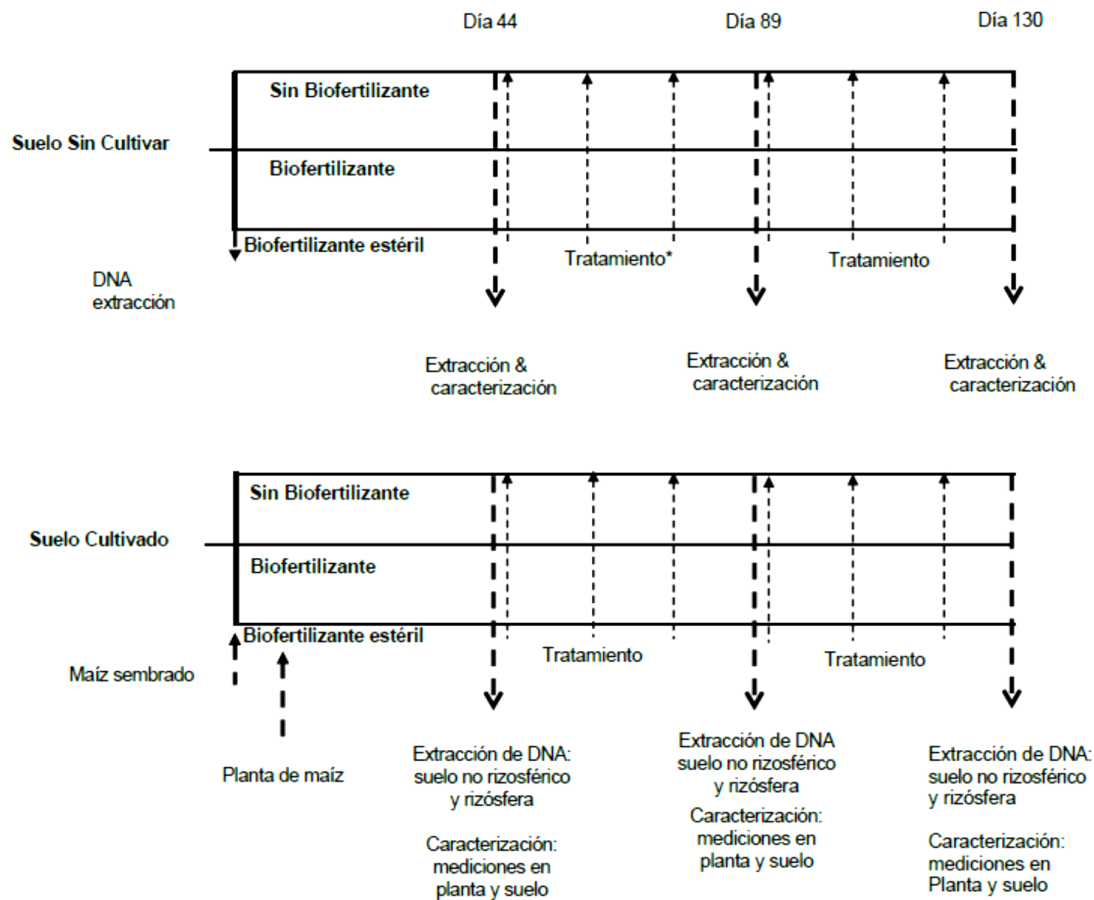 Día 44
Día 89
Día 130
Sin Biofertilizante
Suelo Sin Cultivar
Biofertilizante
Biofertilizante estéril
Tratamiento*
Tratamiento
DNA
extracción
Extracción &
caracterización
Extracción &
caracterización
Extracción &
caracterización
Sin Biofertilizante
Suelo Cultivado
Biofertilizante
Biofertilizante estéril
Tratamiento
Tratamiento
Maíz sembrado
Planta de maíz
Extracción de DNA:
suelo no rizosférico
y rizósfera
Caracterización:
mediciones en
planta y suelo
Extracción de DNA
suelo no rizosférico
y rizósfera
Caracterización:
mediciones en
planta y suelo
Extracción de DNA:
suelo no rizosférico
y rizósfera
Caracterización:
mediciones en
Planta y suelo